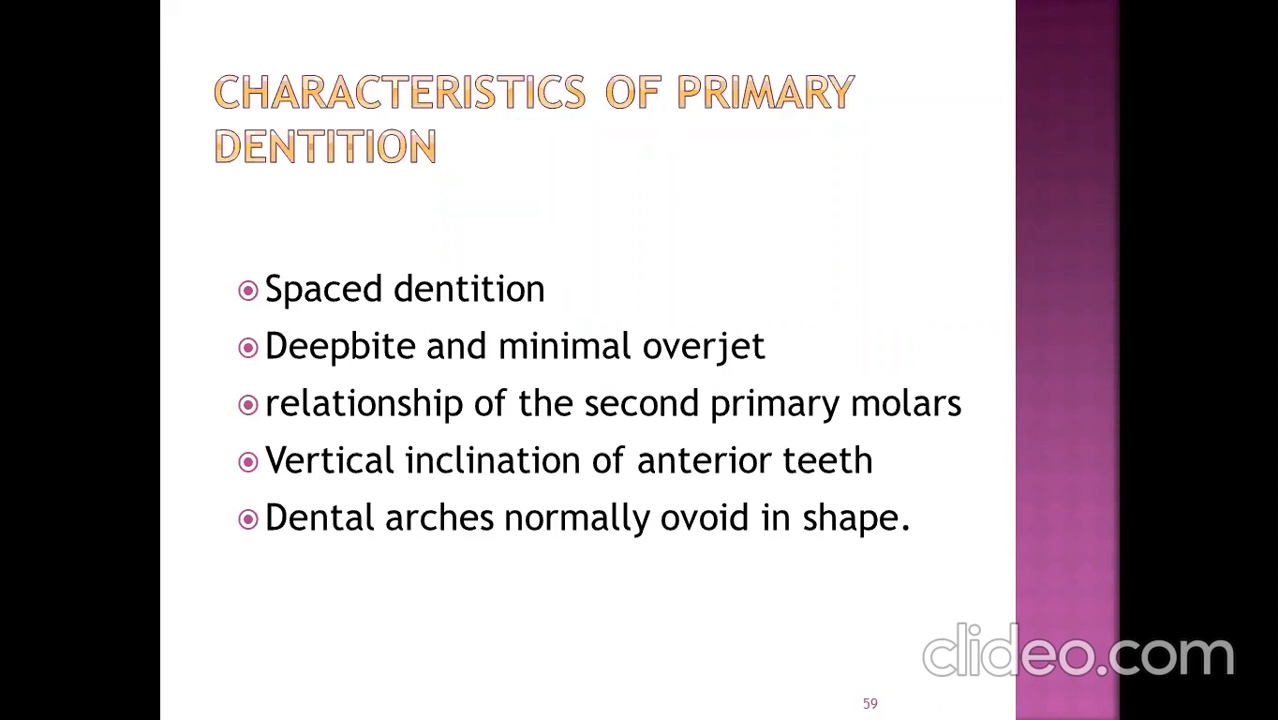 CHARACTERISTICS OF PRIMARY
DENTITION
Spaced dentition
Deepbite and minimal overjet
relationship of the second primary molars
Vertical inclination of anterior teeth
Dental arches normally ovoid in shape.
clideo.com
59